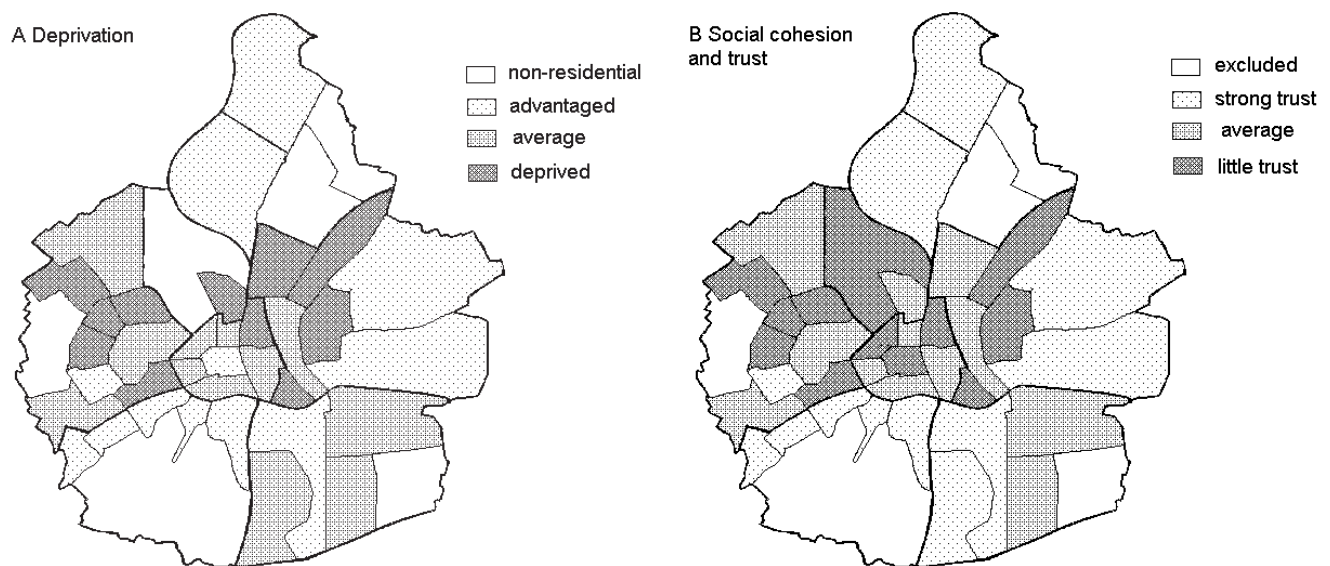 A Deprivation
non-residential
advantaged
average
deprived
B Social cohesion
and trust
excluded
strong trust
average
little trust